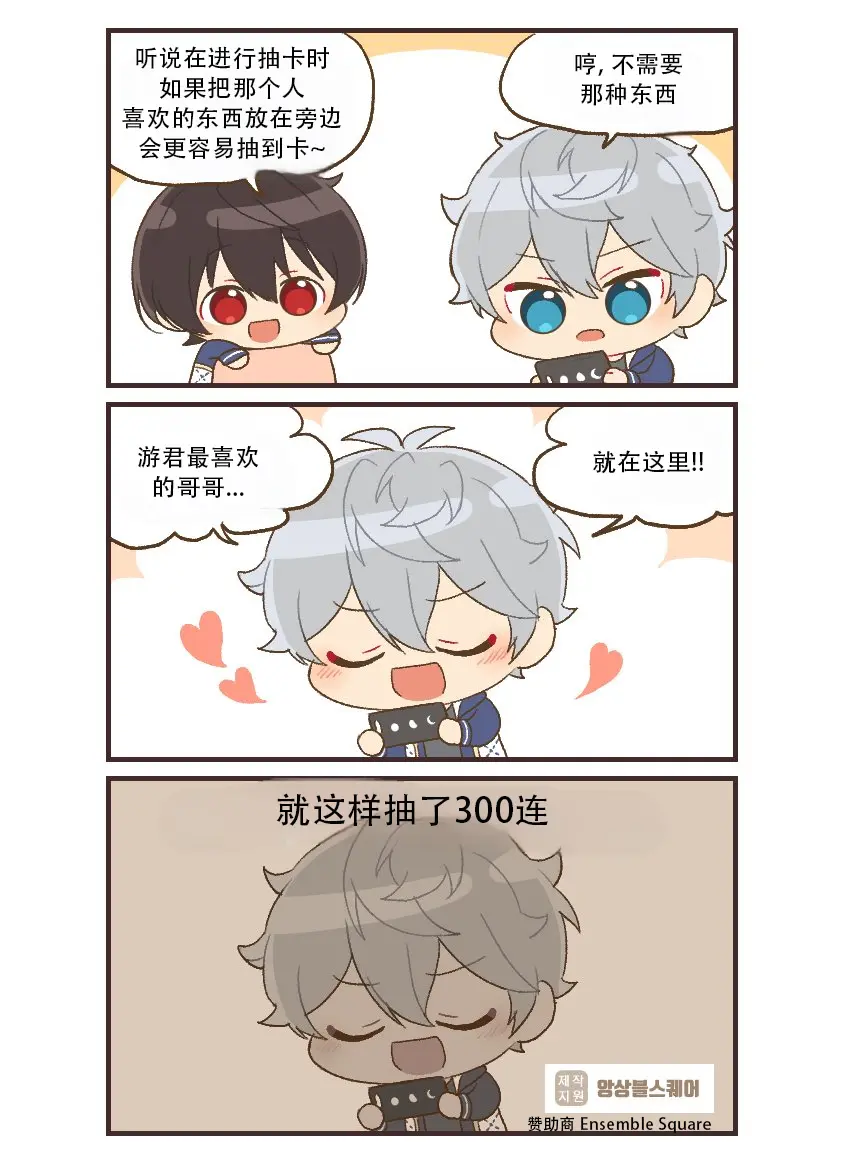 听说在进行抽卡时
如果把那个人
喜欢的东西放在旁边
会更容易抽到卡~
哼,不需要
那种东西
游君最喜欢
的哥哥...
就在这里!!
就这样抽了300连
제작
지원
앙상블스퀘어
赞助商 Ensemble Square